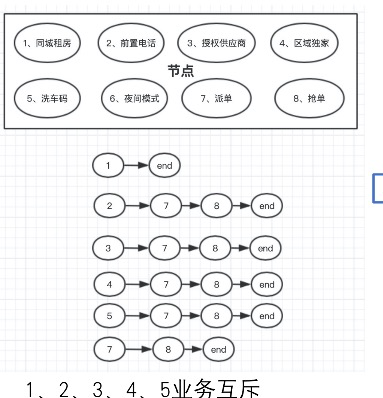 1、同城租房 2、前置电话 3、授权供应商 4、区域独家
节点
5、洗车码 6、夜间模式 7、派单 8、抢单
1 end
2 7 8 end
3 7 8 end
4 7 8 end
5 7 8 end
7 8 end
1、2、3、4、5业务互斥